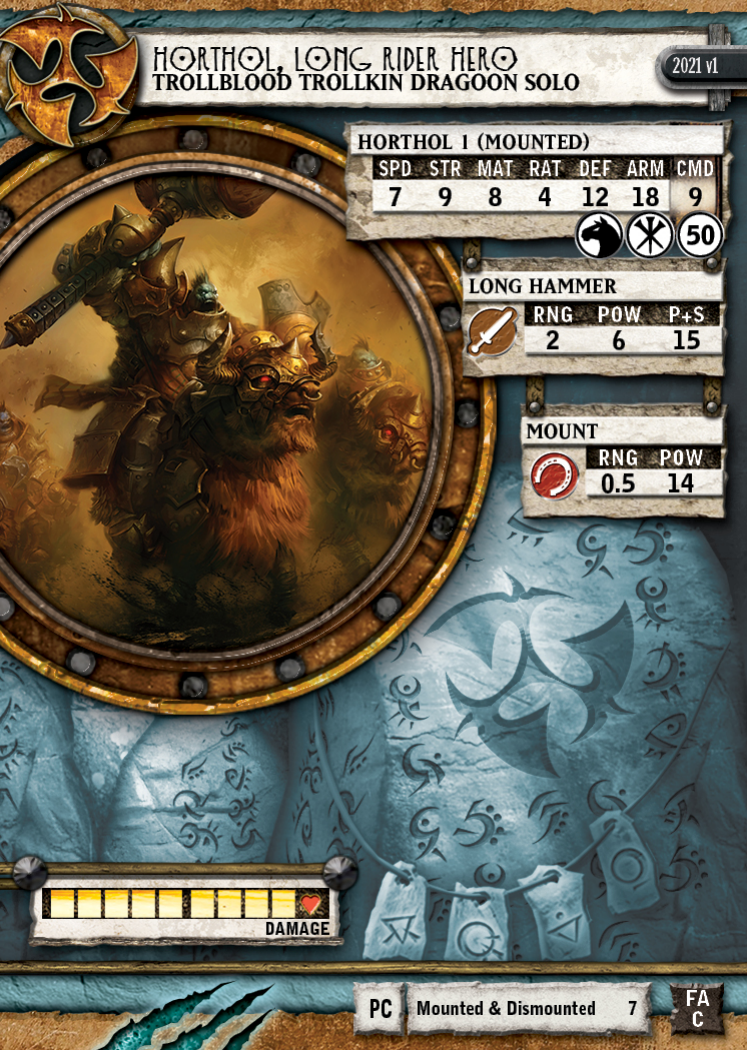 HORTHOL, LONG RIDER HERO
TROLLBLOOD TROLLKIN DRAGOON SOLO
2021 v1
HORTHOL 1 (MOUNTED)
SPD STR MAT RAT DEF ARM CMD
7 9 8 4 12 18 9
50
LONG HAMMER
RNG POW P+S
2 6 15
MOUNT
RNG POW
0.5 14
DAMAGE
PC Mounted & Dismounted 7
FA
C